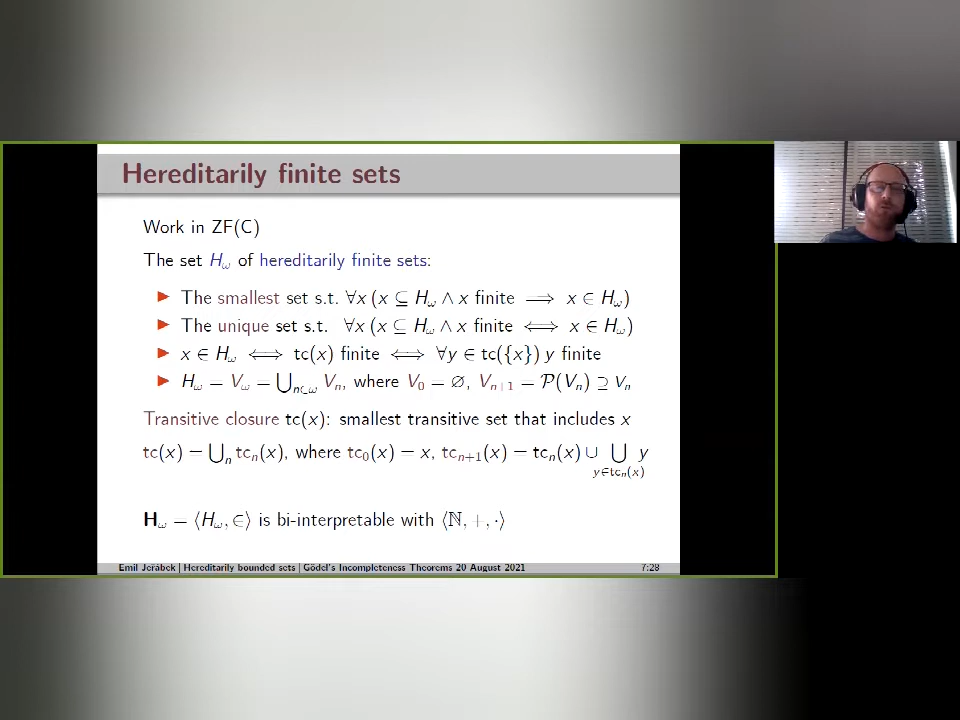 Hereditarily finite sets
Work in ZF(C)
The set H_ω of hereditarily finite sets:
▶ The smallest set s.t. ∀x (x ⊆ H_ω ∧ x finite ⟹ x ∈ H_ω)
▶ The unique set s.t. ∀x (x ⊆ H_ω ∧ x finite ⟺ x ∈ H_ω)
▶ x ∈ H_ω ⟺ tc(x) finite ⟺ ∀y ∈ tc({x}) y finite
▶ H_ω = V_ω = ⋃_{n∈ω} V_n, where V_0 = ∅, V_{n+1} = 𝒫(V_n) ⊇ V_n
Transitive closure tc(x): smallest transitive set that includes x
tc(x) = ⋃_n tc_n(x), where tc_0(x) = x, tc_{n+1}(x) = tc_n(x) ∪ ⋃_{y∈tc_n(x)} y
𝐇_ω = ⟨H_ω, ∈⟩ is bi-interpretable with ⟨ℕ, +, ·⟩
Emil Jeřábek | Hereditarily bounded sets | Gödel's Incompleteness Theorems 20 August 2021 7:28